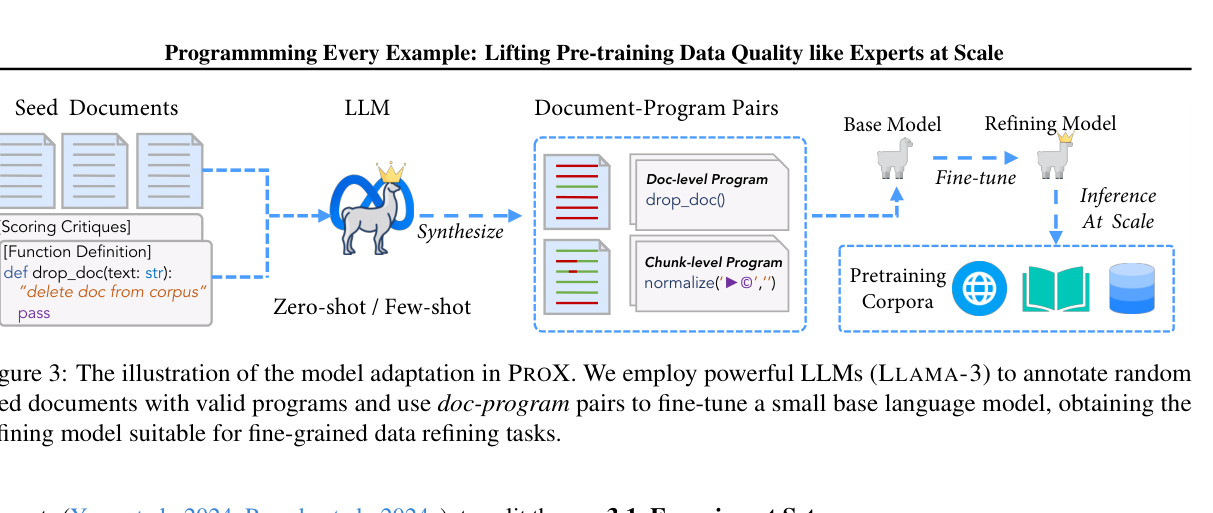 Programmming Every Example: Lifting Pre-training Data Quality like Experts at Scale
Seed Documents
LLM
Document-Program Pairs
Base Model
Refining Model
Fine-tune
Inference
At Scale
Doc-level Program
drop_doc()
Synthesize
[Scoring Critiques]
[Function Definition]
def drop_doc(text: str):
"delete doc from corpus"
pass
Chunk-level Program
normalize('►©','')
Zero-shot / Few-shot
Pretraining
Corpora
gure 3: The illustration of the model adaptation in PROX. We employ powerful LLMs (LLAMA-3) to annotate random
ed documents with valid programs and use doc-program pairs to fine-tune a small base language model, obtaining the
fining model suitable for fine-grained data refining tasks.